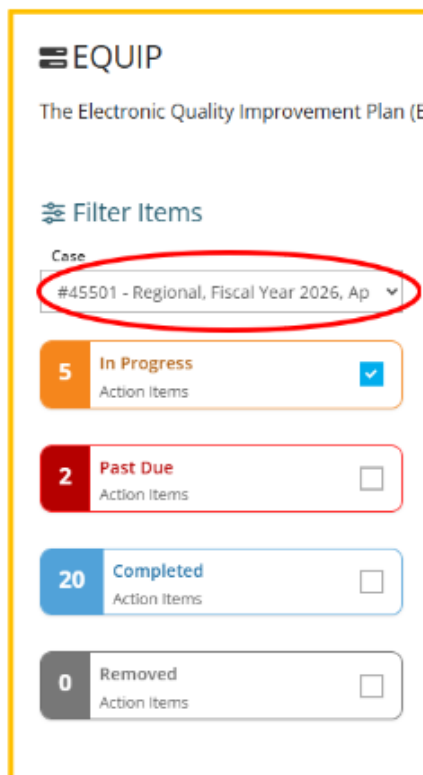 EQUIP
The Electronic Quality Improvement Plan (E
Filter Items
Case
#45501 - Regional, Fiscal Year 2026, Ap
5
In Progress
Action Items
2
Past Due
Action Items
20
Completed
Action Items
0
Removed
Action Items